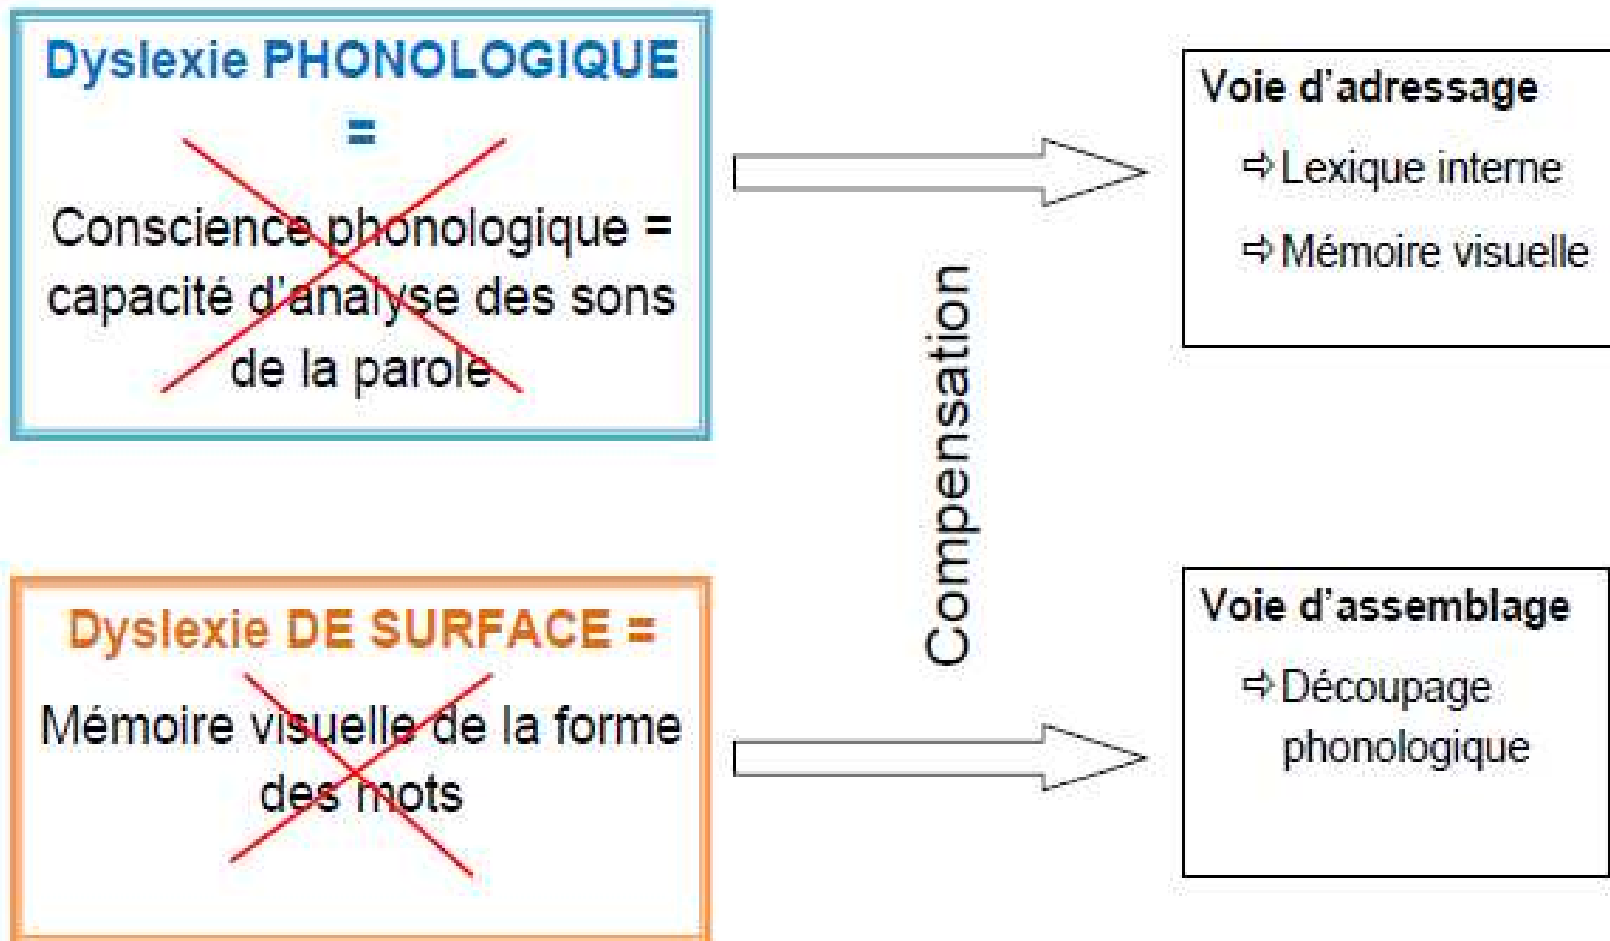 Dyslexie PHONOLOGIQUE
=
Conscience phonologique =
capacité d'analyse des sons
de la parole
Voie d'adressage
⇨ Lexique interne
⇨ Mémoire visuelle
Compensation
Dyslexie DE SURFACE =
Mémoire visuelle de la forme
des mots
Voie d'assemblage
⇨ Découpage
phonologique